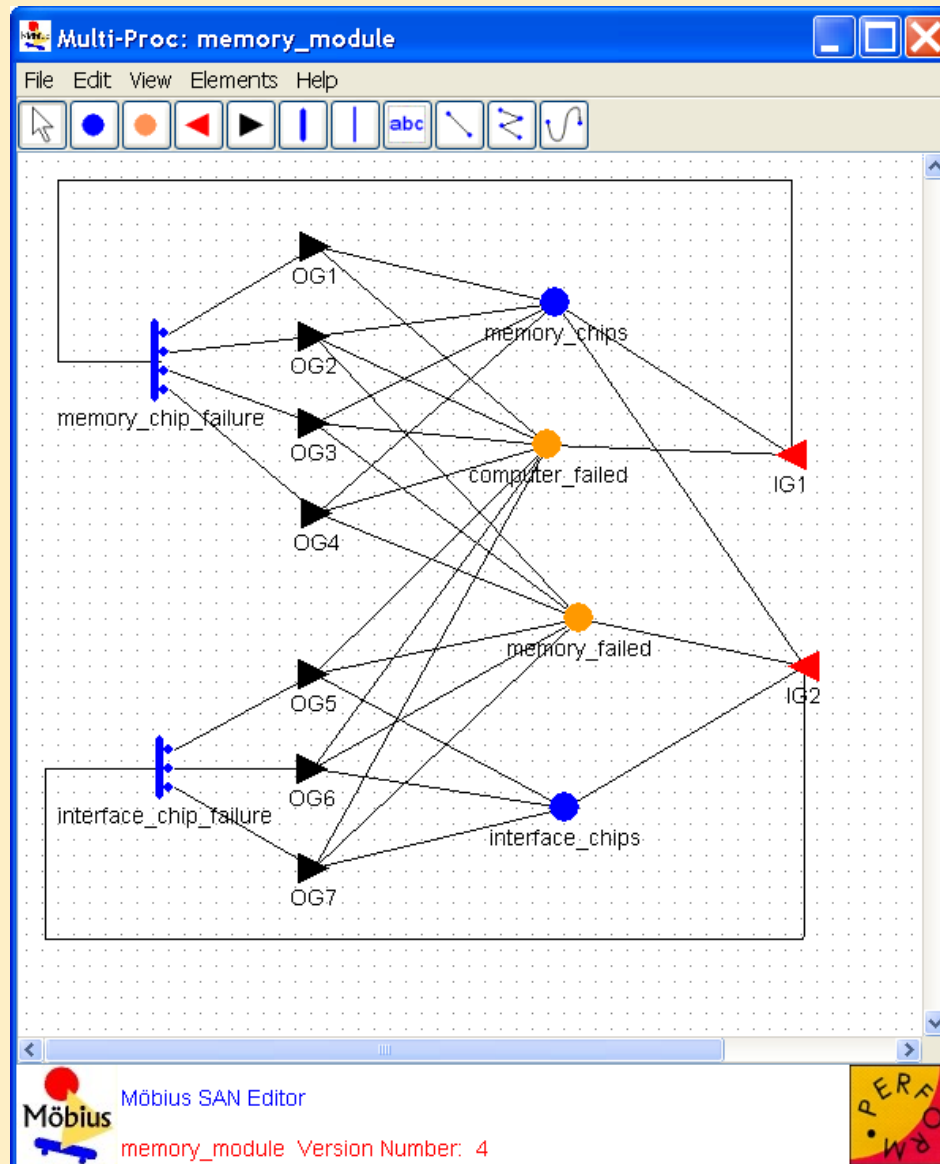 Multi-Proc: memory_module
File Edit View Elements Help
abc
OG1
memory_chips
OG2
memory_chip_failure
OG3
computer_failed
IG1
OG4
memory_failed
OG5
IG2
OG6
interface_chip_failure
interface_chips
OG7
Möbius SAN Editor
Möbius
memory_module Version Number: 4
PERFORM